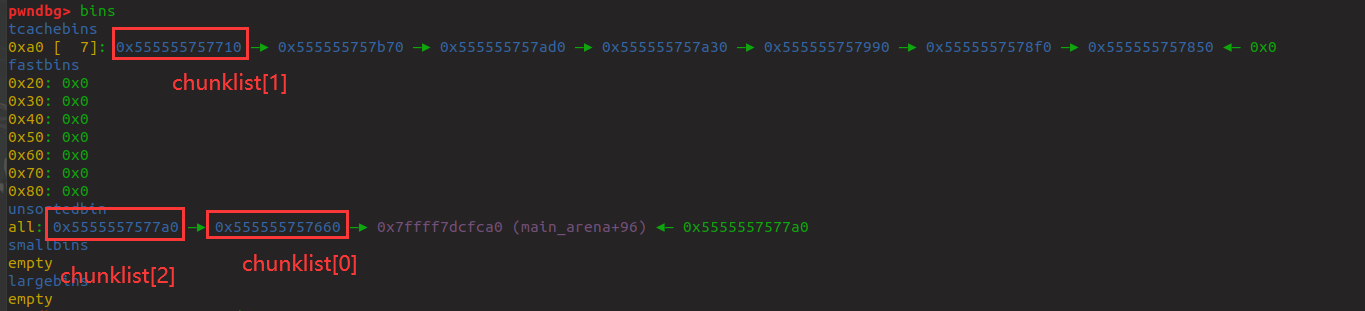 pwndbg> bins
tcachebins
0xa0 [  7]: 0x555555757710 —▸ 0x555555757b70 —▸ 0x555555757ad0 —▸ 0x555555757a30 —▸ 0x555555757990 —▸ 0x5555557578f0 —▸ 0x555555757850 ◂— 0x0
fastbins
chunklist[1]
0x20: 0x0
0x30: 0x0
0x40: 0x0
0x50: 0x0
0x60: 0x0
0x70: 0x0
0x80: 0x0
unsortedbin
all: 0x5555557577a0 —▸ 0x555555757660 —▸ 0x7ffff7dcfca0 (main_arena+96) ◂— 0x5555557577a0
smallbins
empty
chunklist[2]
chunklist[0]
largebins
empty